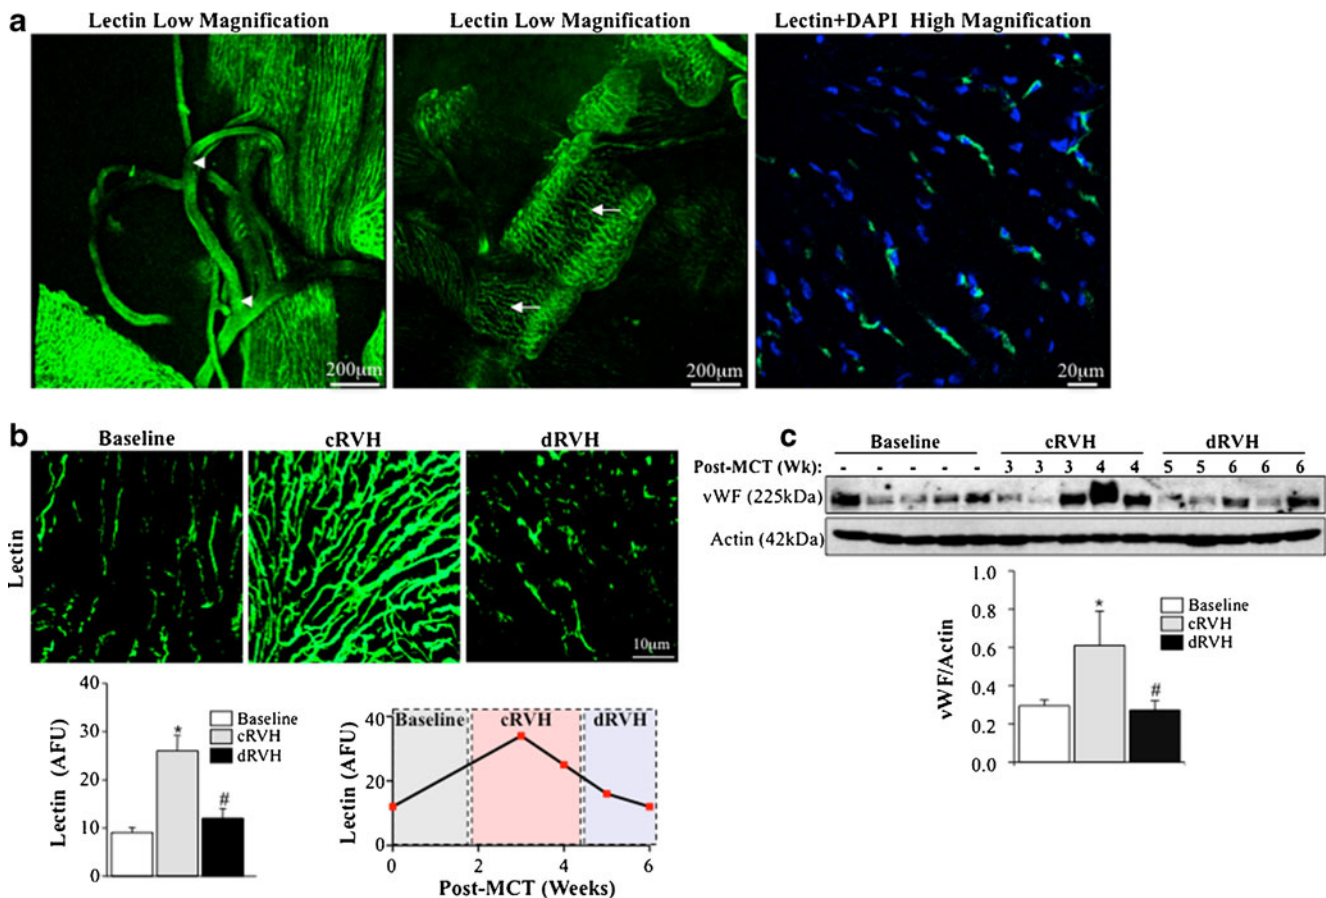 a
Lectin Low Magnification
Lectin Low Magnification
Lectin+DAPI High Magnification
200μm
200μm
20μm
b
Baseline
cRVH
dRVH
Lectin
10μm
40
30
20
10
0
Lectin (AFU)
Baseline
cRVH
dRVH
*
#
40
20
0
Lectin (AFU)
Baseline
cRVH
dRVH
0
2
4
6
Post-MCT (Weeks)
c
Baseline
cRVH
dRVH
Post-MCT (Wk): - - - - - 3 3 3 4 4 5 5 6 6 6
vWF (225kDa)
Actin (42kDa)
1.0
0.8
0.6
0.4
0.2
0.0
vWF/Actin
*
#
Baseline
cRVH
dRVH